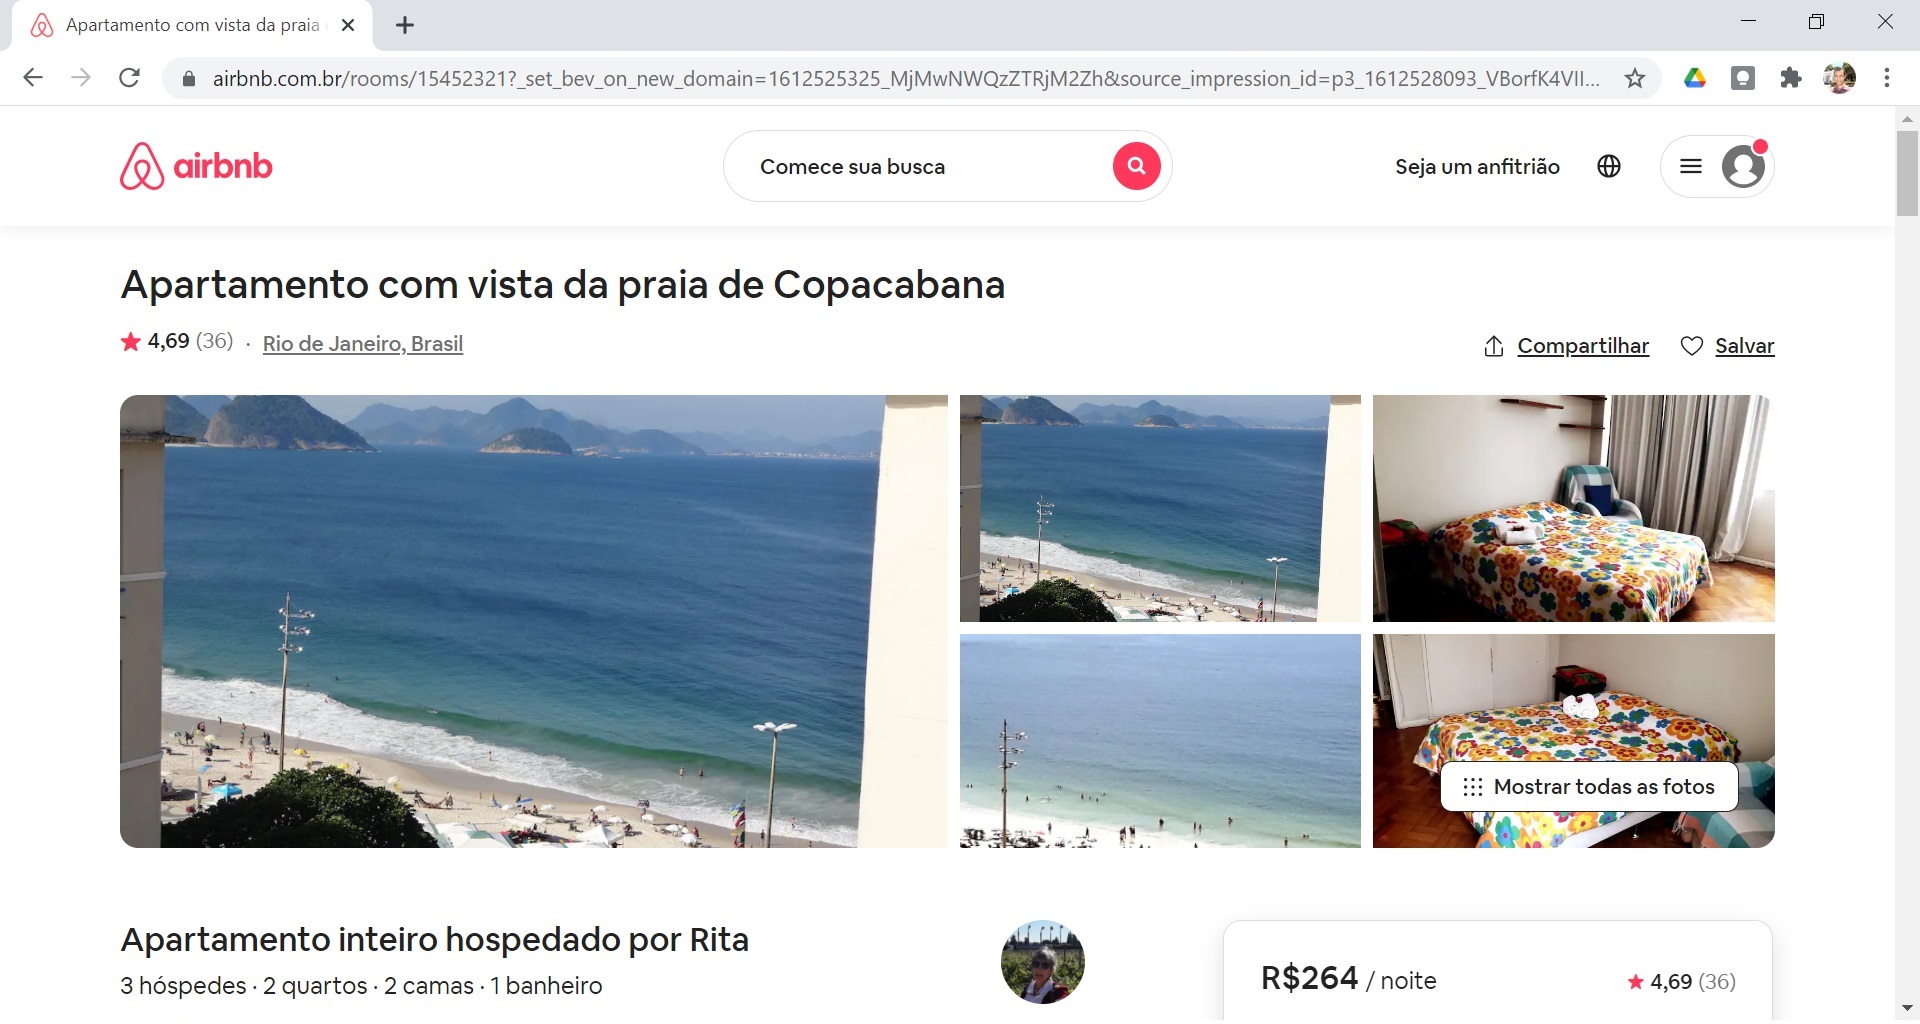 Apartamento com vista da praia
airbnb.com.br/rooms/15452321?_set_bev_on_new_domain=1612525325_MjMwNWQzZTRjM2Zh&source_impression_id=p3_1612528093_VBorfK4VII...
airbnb
Comece sua busca
Seja um anfitrião
Apartamento com vista da praia de Copacabana
4,69 (36) · Rio de Janeiro, Brasil
Compartilhar
Salvar
Mostrar todas as fotos
Apartamento inteiro hospedado por Rita
3 hóspedes · 2 quartos · 2 camas · 1 banheiro
R$264 / noite
4,69 (36)